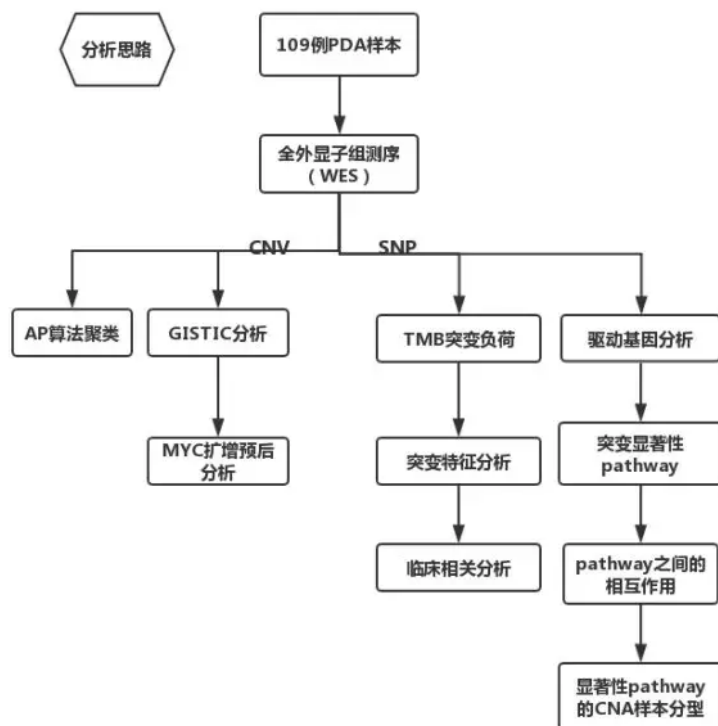 分析思路
109例PDA样本
全外显子组测序
（WES）
CNV
SNP
AP算法聚类
GISTIC分析
TMB突变负荷
驱动基因分析
MYC扩增预后
分析
突变特征分析
突变显著性
pathway
临床相关分析
pathway之间的
相互作用
显著性pathway
的CNA样本分型